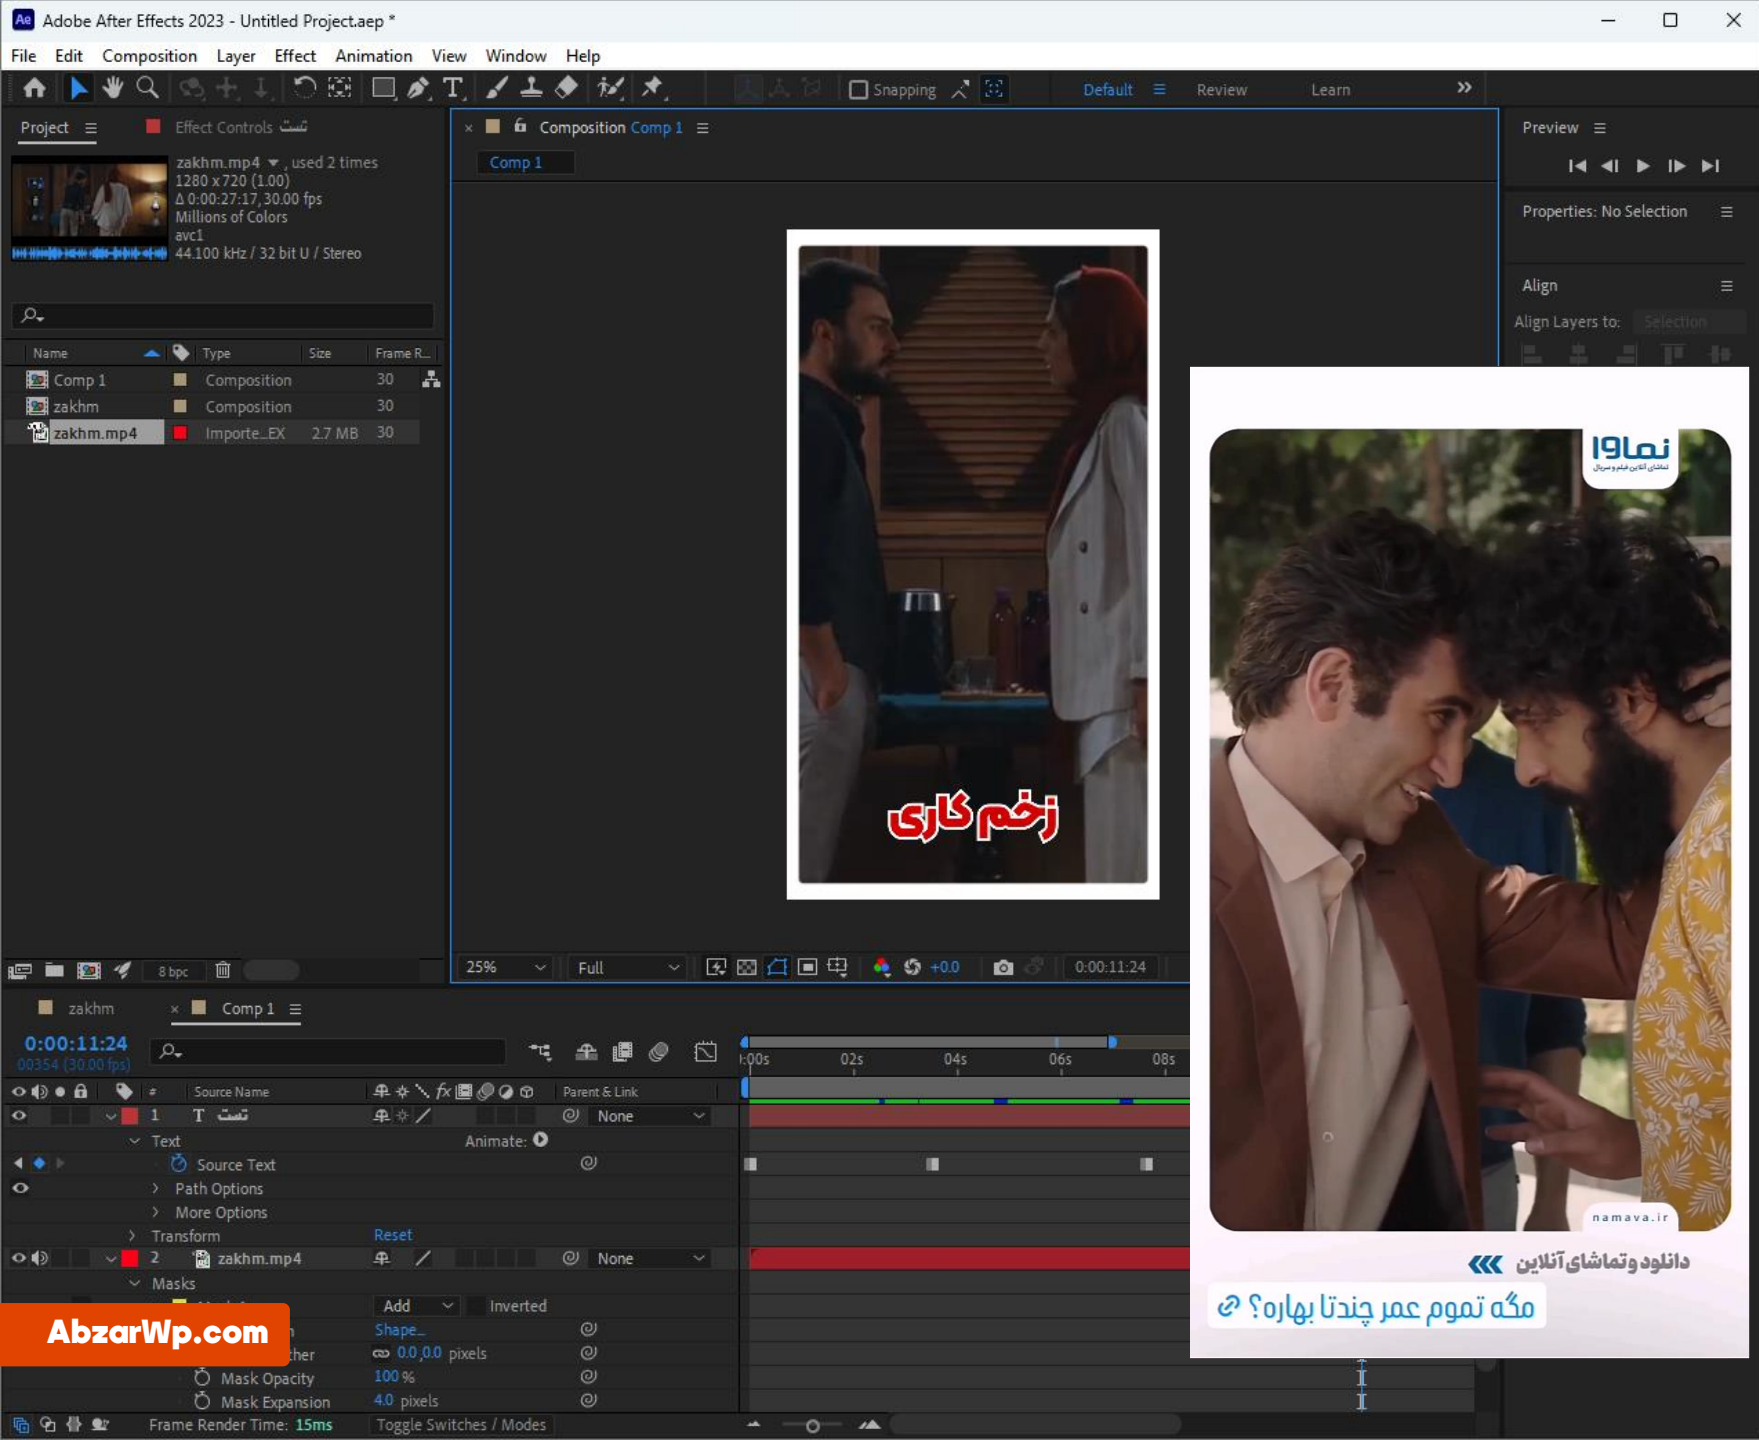 Ae Adobe After Effects 2023 - Untitled Project.aep *
File Edit Composition Layer Effect Animation View Window Help
Snapping Default Review Learn
Project Effect Controls تست
Composition Comp 1
Comp 1
zakhm.mp4 , used 2 times
1280 x 720 (1.00)
Δ 0:00:27:17, 30.00 fps
Millions of Colors
avc1
44.100 kHz / 32 bit U / Stereo
Name Type Size Frame R...
Comp 1 Composition 30
zakhm Composition 30
zakhm.mp4 Importe...EX 2.7 MB 30
8 bpc
زخم کاری
25% Full +0.0 0:00:11:24
Preview
Properties: No Selection
Align
Align Layers to: Selection
نماوا
تماشای آنلاین فیلم و سریال
namava.ir
دانلود و تماشای آنلاین
مگه تموم عمر چندتا بهاره؟
zakhm Comp 1
0:00:11:24
00354 (30.00 fps)
:00s 02s 04s 06s 08s
# Source Name Parent & Link
1 T تست None
Text Animate:
Source Text
Path Options
More Options
Transform Reset
2 zakhm.mp4 None
Masks
Add Inverted
Shape...
0.0,0.0 pixels
Mask Opacity 100 %
Mask Expansion 4.0 pixels
Frame Render Time: 15ms Toggle Switches / Modes
AbzarWp.com